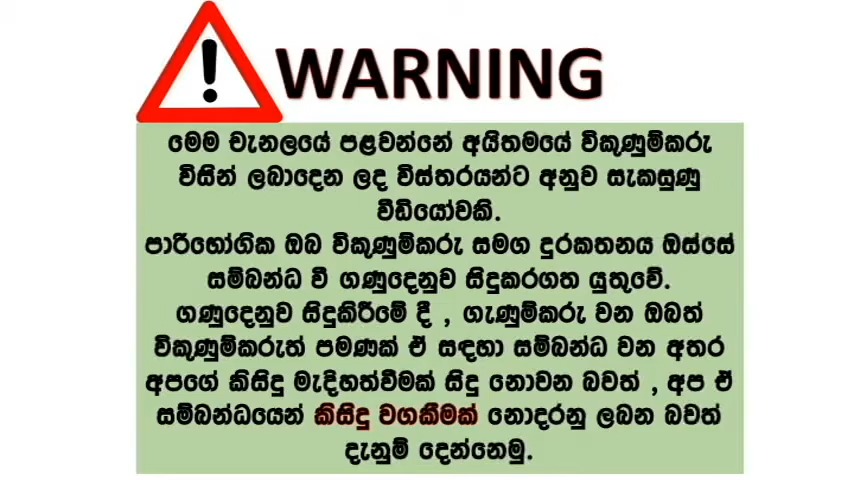 WARNING
මෙම චැනලයේ පළවන්නේ අයිතමයේ විකුණුම්කරු
විසින් ලබාදෙන ලද විස්තරයන්ට අනුව සැකසුණු
වීඩියෝවකි.
පාරිභෝගික ඔබ විකුණුම්කරු සමග දුරකතනය ඔස්සේ
සම්බන්ධ වී ගණුදෙනුව සිදුකරගත යුතුවේ.
ගණුදෙනුව සිදුකිරීමේ දී , ගැණුම්කරු වන ඔබත්
විකුණුම්කරුත් පමණක් ඒ සඳහා සම්බන්ධ වන අතර
අපගේ කිසිදු මැදිහත්වීමක් සිදු නොවන බවත් , අප ඒ
සම්බන්ධයෙන් කිසිදු වගකීමක් නොදරනු ලබන බවත්
දැනුම් දෙන්නෙමු.